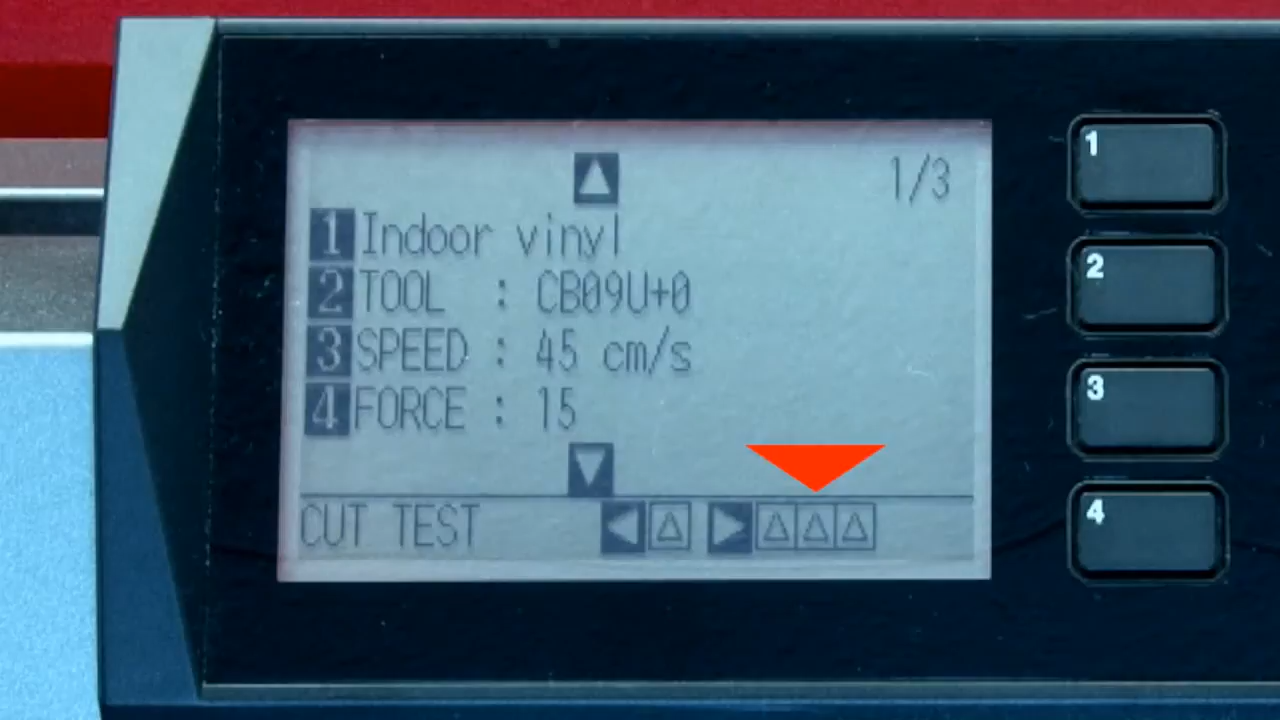 1/3
1 Indoor vinyl
2 TOOL : CB09U+0
3 SPEED : 45 cm/s
4 FORCE : 15
CUT TEST
1
2
3
4